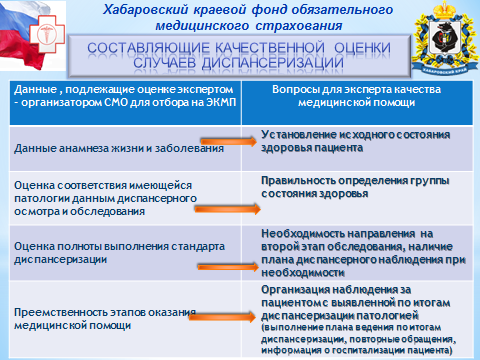 Хабаровский краевой фонд обязательного
медицинского страхования
СОСТАВЛЯЮЩИЕ КАЧЕСТВЕННОЙ ОЦЕНКИ
СЛУЧАЕВ ДИСПАНСЕРИЗАЦИИ
ХАБАРОВСКИЙ КРАЙ
Данные , подлежащие оценке экспертом
- организатором СМО для отбора на ЭКМП
Вопросы для эксперта качества
медицинской помощи
Данные анамнеза жизни и заболевания
Установление исходного состояния
здоровья пациента
Оценка соответствия имеющейся
патологии данным диспансерного
осмотра и обследования
Правильность определения группы
состояния здоровья
Оценка полноты выполнения стандарта
диспансеризации
Необходимость направления на
второй этап обследования, наличие
плана диспансерного наблюдения при
необходимости
Преемственность этапов оказания
медицинской помощи
Организация наблюдения за
пациентом с выявленной по итогам
диспансеризации патологией
(выполнение плана ведения по итогам
диспансеризации, повторные обращения,
информация о госпитализации пациента)